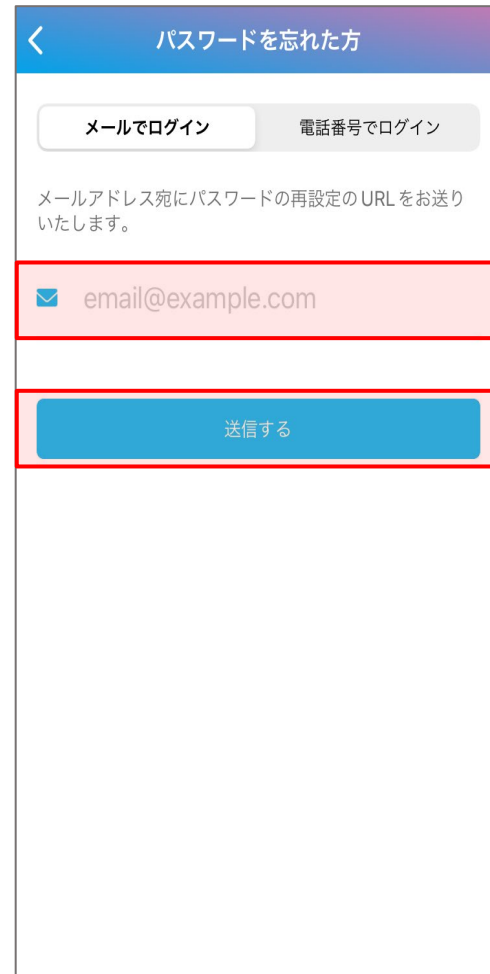 パスワードを忘れた方
メールでログイン
電話番号でログイン
メールアドレス宛にパスワードの再設定のURLをお送り
いたします。
email@example.com
送信する